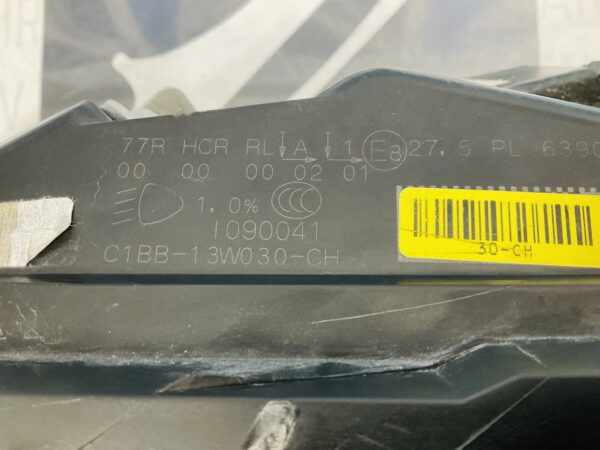 77R HCR RL A 1 E8 27.5 PL 6390
00 00 00 02 01
1.0% CCC
1090041
C1BB-13W030-CH
30-CH